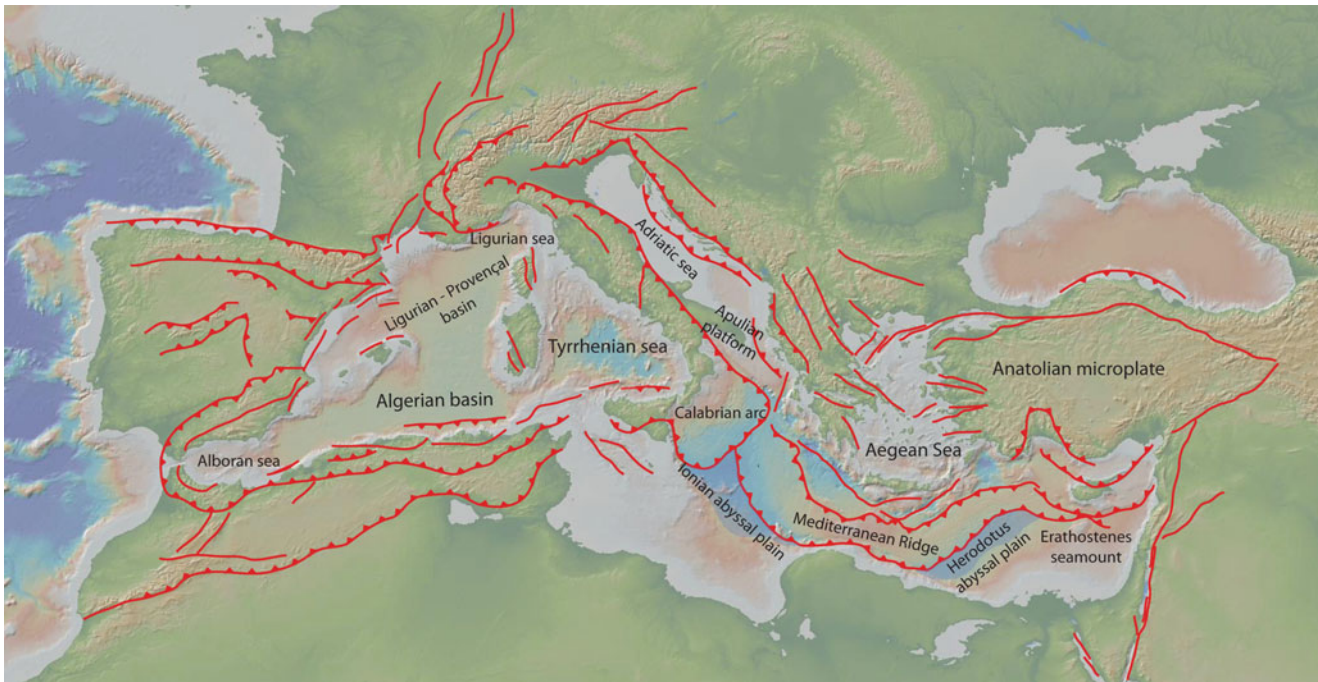 Ligurian sea
Adriatic sea
Ligurian - Provençal
basin
Apulian
platform
Tyrrhenian sea
Anatolian microplate
Algerian basin
Calabrian arc
Aegean Sea
Alboran sea
Ionian abyssal plain
Mediterranean Ridge
Herodotus
abyssal plain
Erathostenes
seamount